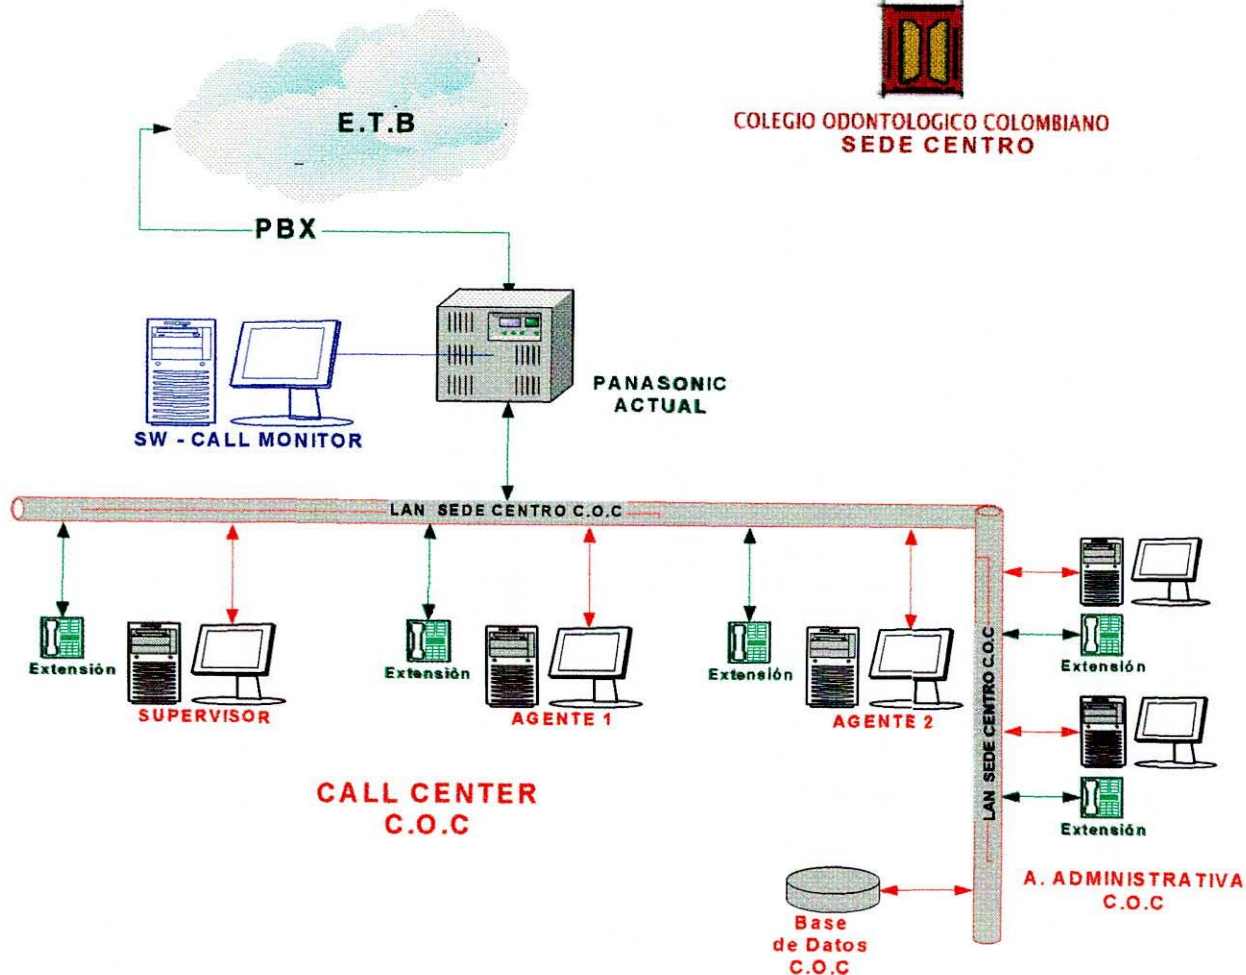 E.T.B
COLEGIO ODONTOLOGICO COLOMBIANO
SEDE CENTRO
PBX
PANASONIC
ACTUAL
SW - CALL MONITOR
LAN SEDE CENTRO C.O.C
Extensión
SUPERVISOR
Extensión
AGENTE 1
Extensión
AGENTE 2
LAN SEDE CENTRO C.O.C
Extensión
Extensión
CALL CENTER
C.O.C
A. ADMINISTRATIVA
C.O.C
Base
de Datos
C.O.C